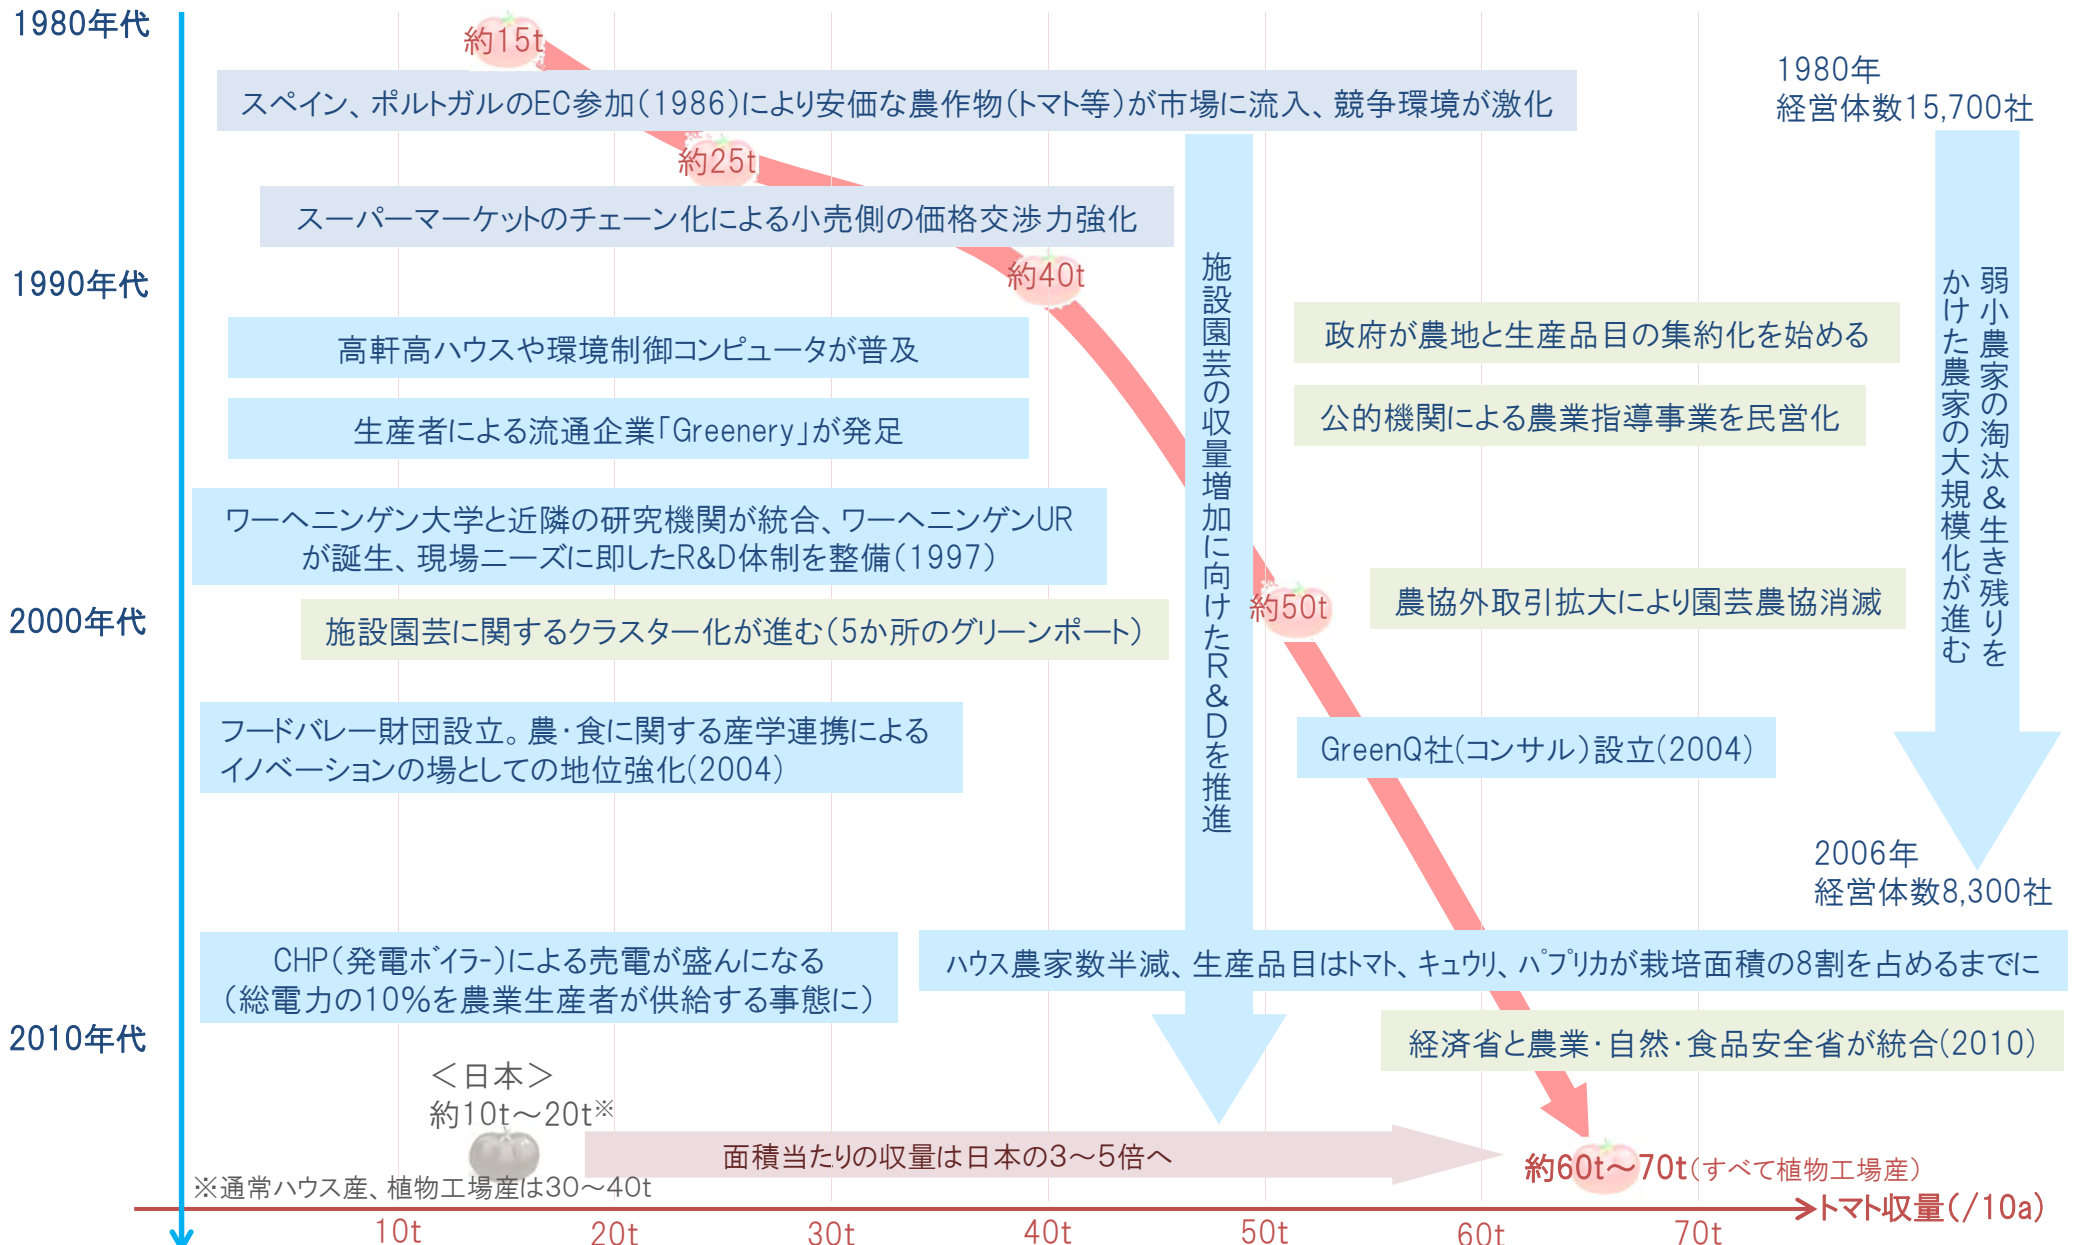 1980年代
約15t
スペイン、ポルトガルのEC参加（1986）により安価な農作物（トマト等）が市場に流入、競争環境が激化
1980年
経営体数15,700社
約25t
スーパーマーケットのチェーン化による小売側の価格交渉力強化
1990年代
約40t
施設園芸の収量増加に向けたR&Dを推進
弱小農家の淘汰＆生き残りを
かけた農家の大規模化が進む
高軒高ハウスや環境制御コンピュータが普及
政府が農地と生産品目の集約化を始める
生産者による流通企業「Greenery」が発足
公的機関による農業指導事業を民営化
ワーヘニンゲン大学と近隣の研究機関が統合、ワーヘニンゲンUR
が誕生、現場ニーズに即したR&D体制を整備（1997）
2000年代
約50t
農協外取引拡大により園芸農協消滅
施設園芸に関するクラスター化が進む（5か所のグリーンポート）
フードバレー財団設立。農・食に関する産学連携による
イノベーションの場としての地位強化(2004)
GreenQ社(コンサル）設立(2004)
2006年
経営体数8,300社
CHP（発電ﾎﾞｲﾗｰ）による売電が盛んになる
（総電力の10％を農業生産者が供給する事態に）
ﾊｳｽ農家数半減、生産品目はﾄﾏﾄ、ｷｭｳﾘ、ﾊﾟﾌﾟﾘｶが栽培面積の8割を占めるまでに
2010年代
経済省と農業・自然・食品安全省が統合(2010)
＜日本＞
約10t～20t※
面積当たりの収量は日本の3～5倍へ
約60t～70t（すべて植物工場産）
※通常ハウス産、植物工場産は30～40t
トマト収量（/10a）
10t
20t
30t
40t
50t
60t
70t